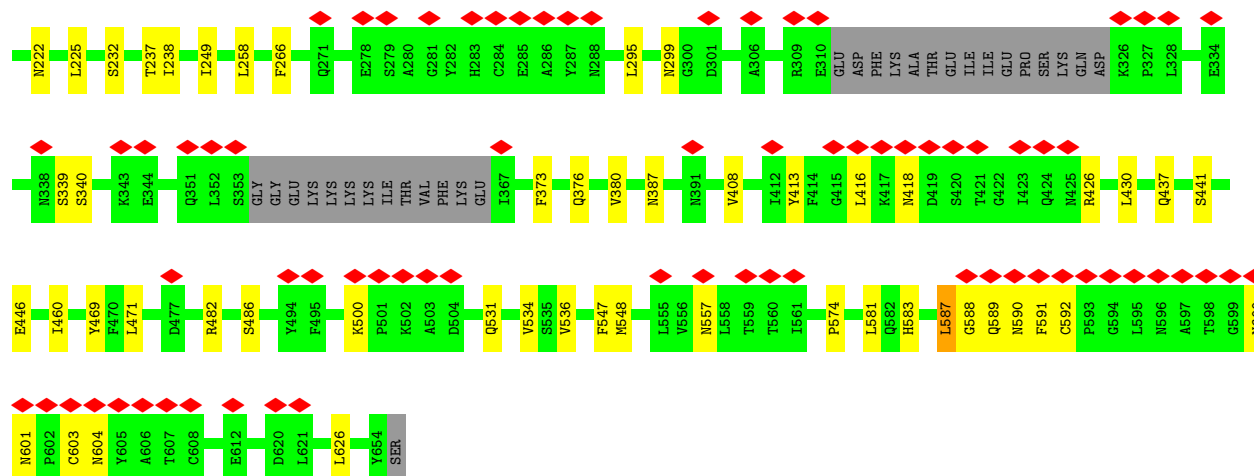 N222 L225 S232 T237 I238 I249 L258 F266 Q271 E278 S279 A280 G281 Y282 H283 C284 E285 A286 Y287 N288 L295 N299 G300 D301 A306 R309 E310 GLU ASP PHE LYS ALA THR GLU ILE ILE GLU PRO SER LYS GLN ASP K326 P327 L328 E334
N338 S339 S340 K343 E344 Q351 L352 S353 GLY GLY GLU LYS LYS LYS LYS ILE THR VAL PHE LYS GLU I367 F373 Q376 V380 N387 N391 V408 I412 Y413 F414 G415 L416 K417 N418 D419 S420 T421 G422 I423 Q424 N425 R426 L430 Q437 S441
E446 I460 Y469 F470 L471 D477 R482 S486 Y494 F495 K500 P501 K502 A503 D504 Q531 V534 S535 V536 F547 M548 L555 V556 N557 L558 T559 T560 I561 P574 L581 Q582 H583 L587 G588 Q589 N590 F591 C592 P593 G594 L595 N596 A597 T598 G599
N601 P602 C603 N604 Y605 A606 T607 C608 E612 D620 L621 L626 Y654 SER